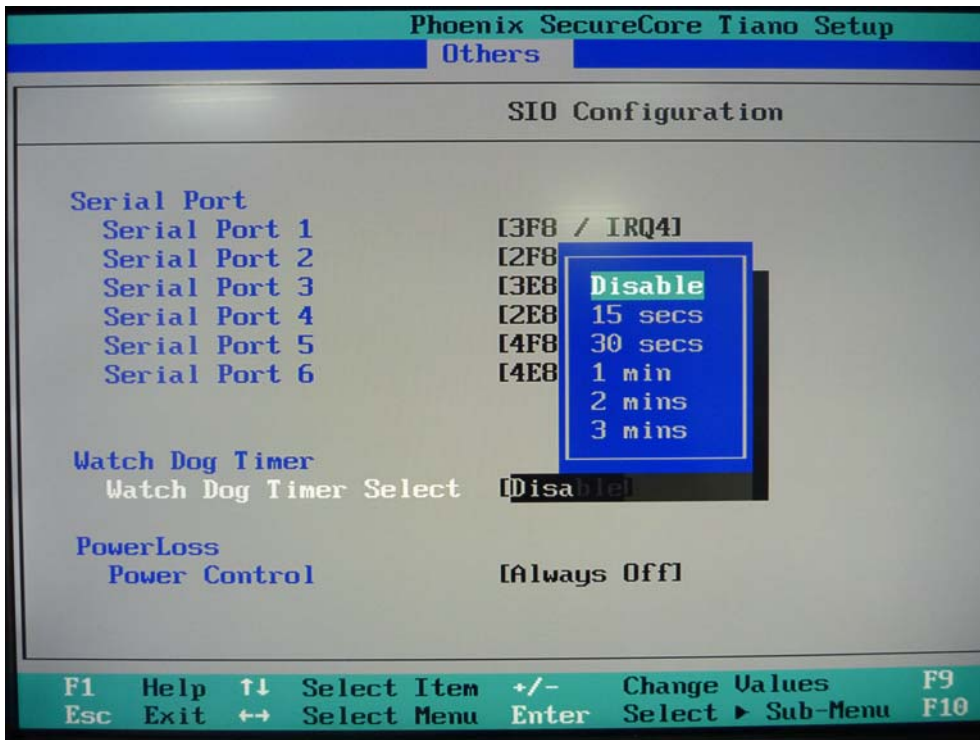 Phoenix SecureCore Tiano Setup
Others
SIO Configuration
Serial Port
Serial Port 1 [3F8 / IRQ4]
Serial Port 2 [2F8
Serial Port 3 [3E8
Serial Port 4 [2E8
Serial Port 5 [4F8
Serial Port 6 [4E8
Disable
15 secs
30 secs
1 min
2 mins
3 mins
Watch Dog Timer
Watch Dog Timer Select [Disable]
PowerLoss
Power Control [Always Off]
F1 Help ↑↓ Select Item +/- Change Values F9
Esc Exit ←→ Select Menu Enter Select ▶ Sub-Menu F10